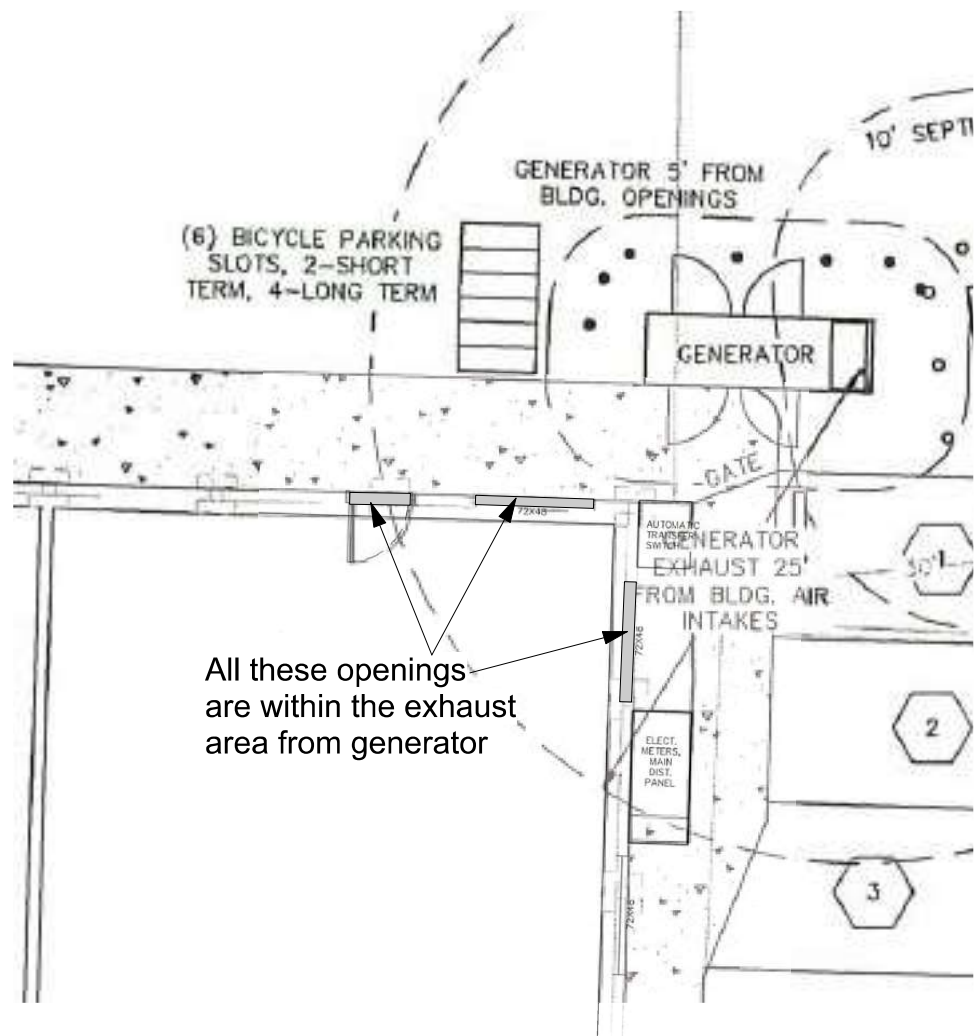 10' SEPTI
GENERATOR 5' FROM
BLDG. OPENINGS
(6) BICYCLE PARKING
SLOTS, 2-SHORT
TERM, 4-LONG TERM
GENERATOR
GATE
72X48
AUTOMATIC
TRANSFER
SWITCH
GENERATOR
EXHAUST 25'
FROM BLDG. AIR
INTAKES
1
72X48
All these openings
are within the exhaust
area from generator
2
ELECT.
METERS,
MAIN
DIST.
PANEL
3
72X48